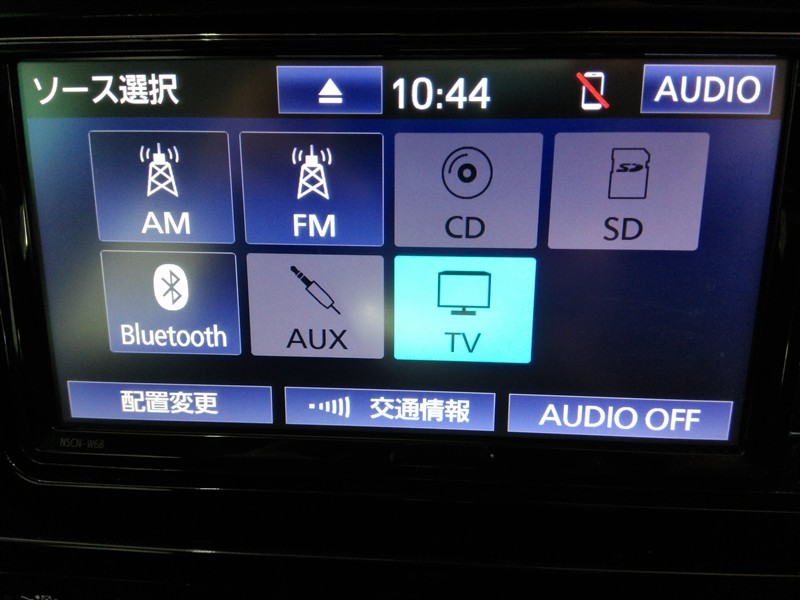 ソース選択 10:44 AUDIO
AM FM CD SD
Bluetooth AUX TV
配置変更 交通情報 AUDIO OFF
NSCN-W68